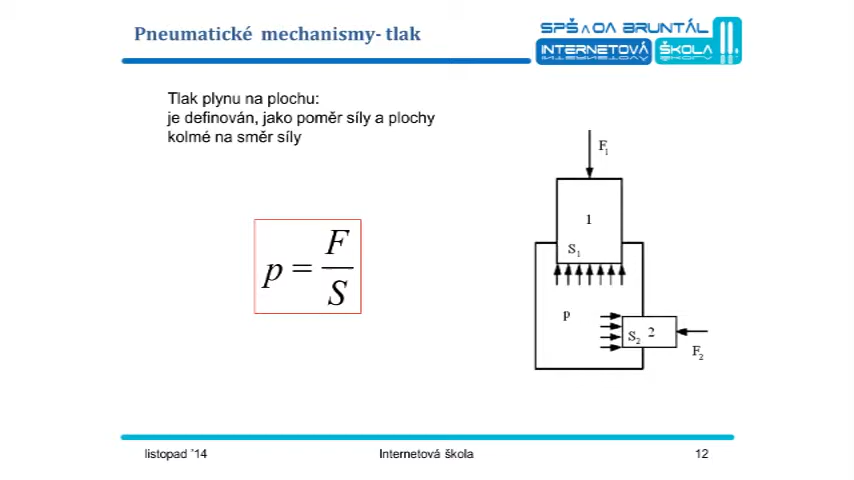 Pneumatické mechanismy- tlak
SPŠ A OA BRUNTÁL
INTERNETOVÁ ŠKOLA
Tlak plynu na plochu:
je definován, jako poměr síly a plochy
kolmé na směr síly
p = F / S
F₁
1
S₁
p
S₂ 2
F₂
listopad '14 Internetová škola 12